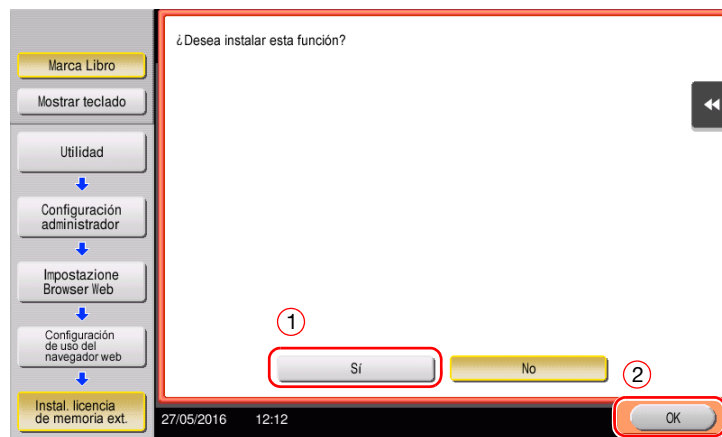 ¿Desea instalar esta función?
Marca Libro
Mostrar teclado
Utilidad
Configuración
administrador
Impostazione
Browser Web
Configuración
de uso del
navegador web
Instal. licencia
de memoria ext.
1
Sí
No
2
27/05/2016 12:12
OK